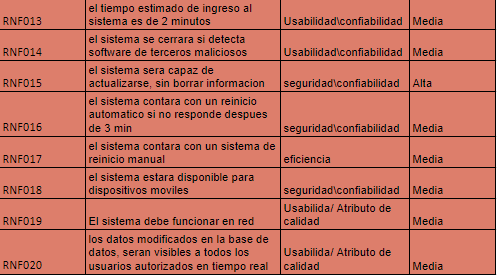 RNF013 el tiempo estimado de ingreso al
sistema es de 2 minutos Usabilidad\confiabilidad Media
RNF014 el sistema se cerrara si detecta
software de terceros maliciosos Usabilidad\confiabilidad Media
RNF015 el sistema sera capaz de
actualizarse, sin borrar informacion seguridad\confiabilidad Alta
RNF016 el sistema contara con un reinicio
automatico si no responde despues
de 3 min seguridad\confiabilidad Media
RNF017 el sistema contara con un sistema de
reinicio manual eficiencia Media
RNF018 el sistema estara disponible para
dispositivos moviles seguridad\confiabilidad Media
RNF019 El sistema debe funcionar en red Usabilida/ Atributo de
calidad Media
RNF020 los datos modificados en la base de
datos, seran visibles a todos los
usuarios autorizados en tiempo real Usabilida/ Atributo de
calidad Media